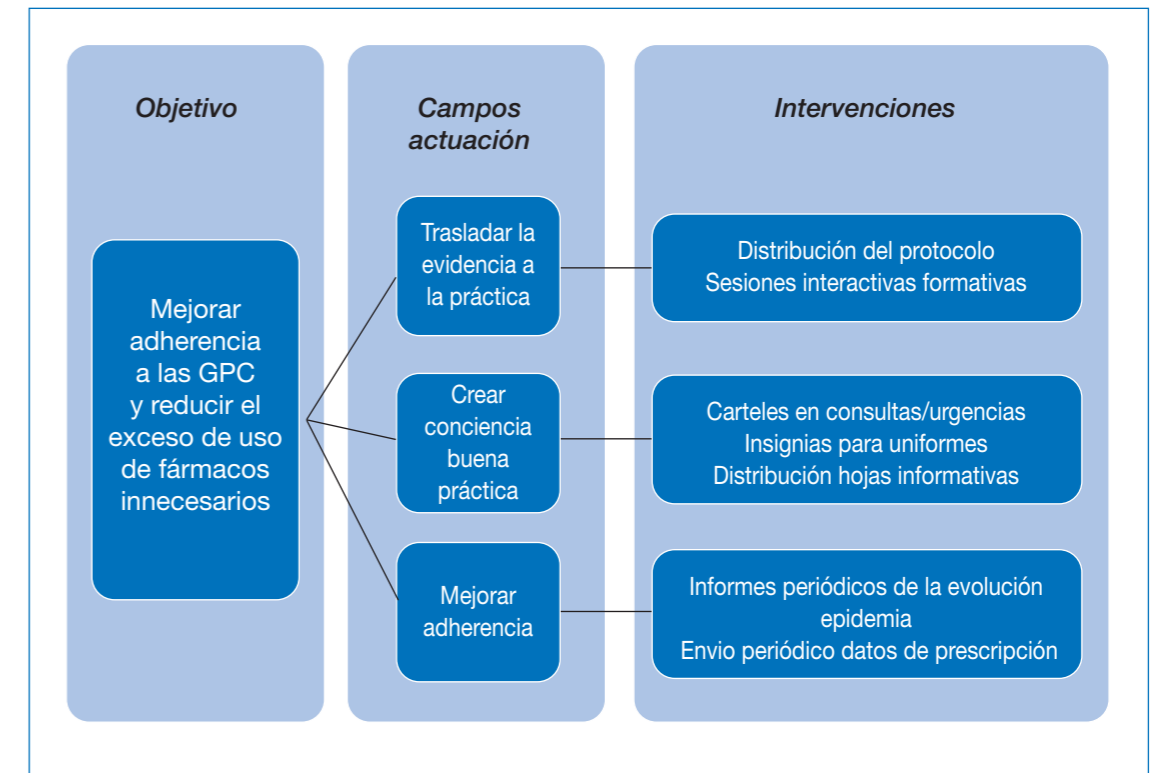 Objetivo
Mejorar
adherencia
a las GPC
y reducir el
exceso de uso
de fármacos
innecesarios
Campos
actuación
Trasladar la
evidencia a
la práctica
Crear
conciencia
buena
práctica
Mejorar
adherencia
Intervenciones
Distribución del protocolo
Sesiones interactivas formativas
Carteles en consultas/urgencias
Insignias para uniformes
Distribución hojas informativas
Informes periódicos de la evolución
epidemia
Envio periódico datos de prescripción